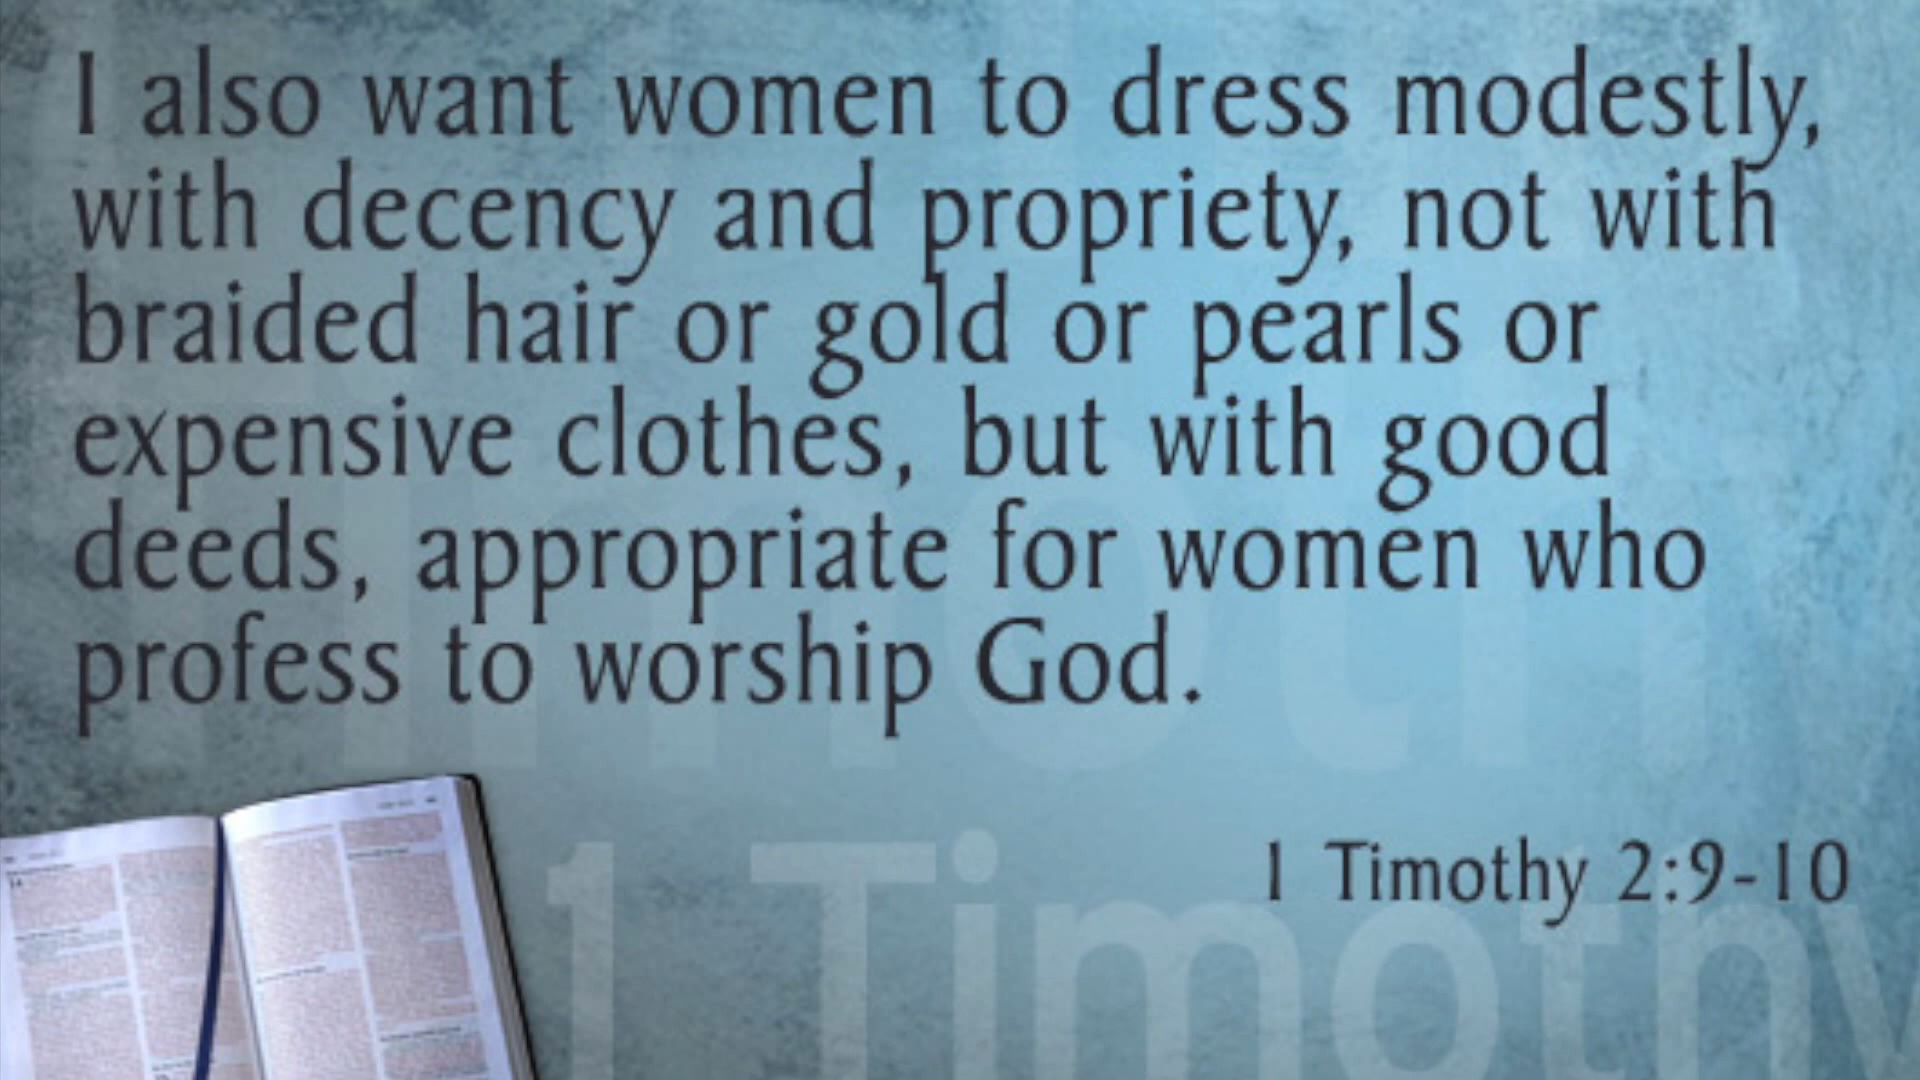 I also want women to dress modestly,
with decency and propriety, not with
braided hair or gold or pearls or
expensive clothes, but with good
deeds, appropriate for women who
profess to worship God.
1 Timothy 2:9-10
1 Timothy